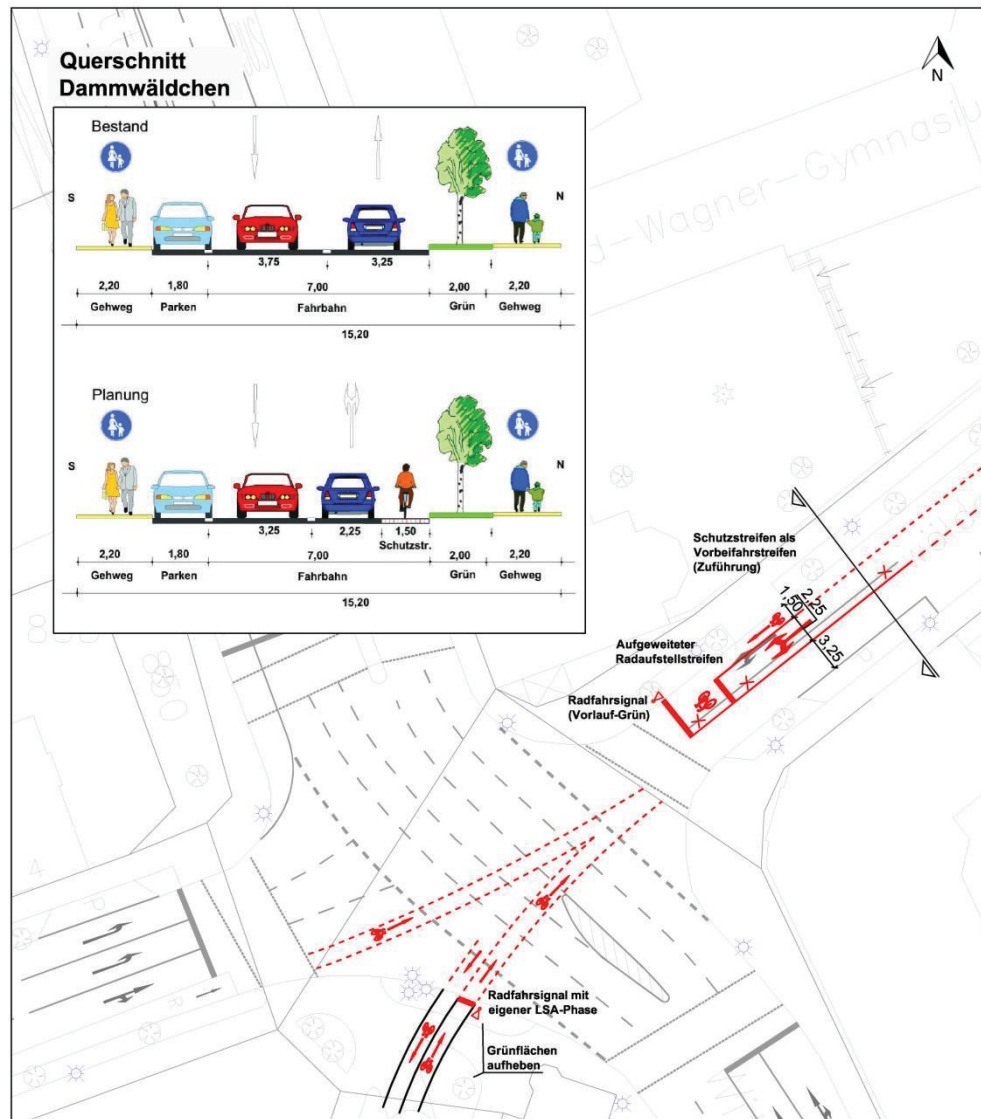 Querschnitt
Dammwäldchen
Bestand
S
N
3,75
3,25
2,20
1,80
7,00
2,00
2,20
Gehweg
Parken
Fahrbahn
Grün
Gehweg
15,20
Planung
S
N
3,25
2,25
1,50
Schutzstr.
2,20
1,80
7,00
2,00
2,20
Gehweg
Parken
Fahrbahn
Grün
Gehweg
15,20
N
d-Wagner-Gymnasiu
Schutzstreifen als
Vorbeifahrstreifen
(Zuführung)
1,50
2,25
3,25
Aufgeweiteter
Radaufstellstreifen
Radfahrsignal
(Vorlauf-Grün)
Radfahrsignal mit
eigener LSA-Phase
Grünflächen
aufheben